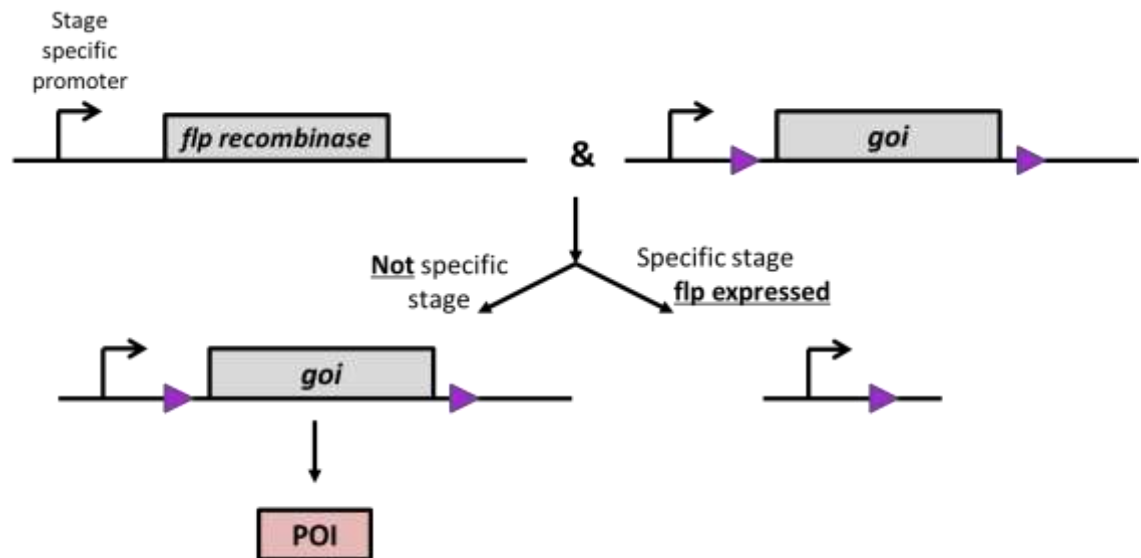 Stage
specific
promoter
flp recombinase
&
goi
Not specific
stage
Specific stage
flp expressed
goi
POI